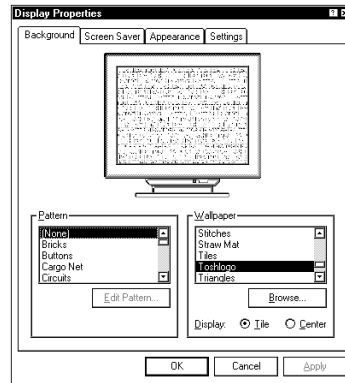 Display Properties
Background Screen Saver Appearance Settings
Pattern
(None)
Bricks
Buttons
Cargo Net
Circuits
Edit Pattern...
Wallpaper
Stitches
Straw Mat
Tiles
Toshlogo
Triangles
Browse...
Display: Tile Center
OK Cancel Apply